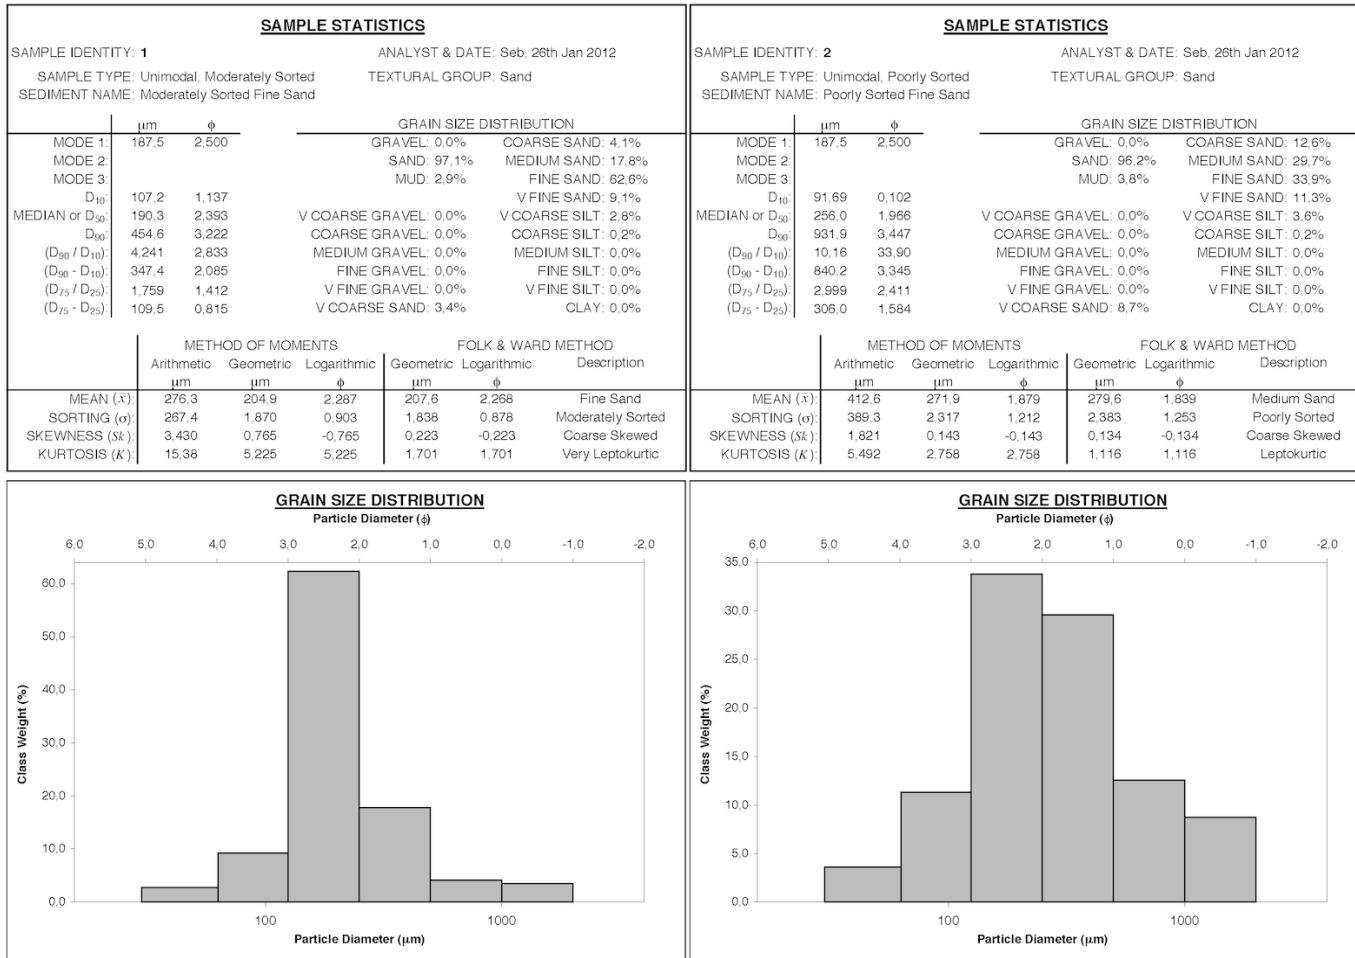 SAMPLE STATISTICS
SAMPLE IDENTITY: 1 ANALYST & DATE: Seb, 26th Jan 2012
SAMPLE TYPE: Unimodal, Moderately Sorted TEXTURAL GROUP: Sand
SEDIMENT NAME: Moderately Sorted Fine Sand
μm ϕ GRAIN SIZE DISTRIBUTION
MODE 1: 187,5 2,500 GRAVEL: 0,0% COARSE SAND: 4,1%
MODE 2: SAND: 97,1% MEDIUM SAND: 17,8%
MODE 3: MUD: 2,9% FINE SAND: 62,6%
D10: 107,2 1,137 V FINE SAND: 9,1%
MEDIAN or D50: 190,3 2,393 V COARSE GRAVEL: 0,0% V COARSE SILT: 2,8%
D90: 454,6 3,222 COARSE GRAVEL: 0,0% COARSE SILT: 0,2%
(D90 / D10): 4,241 2,833 MEDIUM GRAVEL: 0,0% MEDIUM SILT: 0,0%
(D90 - D10): 347,4 2,085 FINE GRAVEL: 0,0% FINE SILT: 0,0%
(D75 / D25): 1,759 1,412 V FINE GRAVEL: 0,0% V FINE SILT: 0,0%
(D75 - D25): 109,5 0,815 V COARSE SAND: 3,4% CLAY: 0,0%
METHOD OF MOMENTS FOLK & WARD METHOD
Arithmetic Geometric Logarithmic Geometric Logarithmic Description
μm μm ϕ μm ϕ
MEAN (x̄): 276,3 204,9 2,287 207,6 2,268 Fine Sand
SORTING (σ): 267,4 1,870 0,903 1,838 0,878 Moderately Sorted
SKEWNESS (Sk): 3,430 0,765 -0,765 0,223 -0,223 Coarse Skewed
KURTOSIS (K): 15,38 5,225 5,225 1,701 1,701 Very Leptokurtic
SAMPLE STATISTICS
SAMPLE IDENTITY: 2 ANALYST & DATE: Seb, 26th Jan 2012
SAMPLE TYPE: Unimodal, Poorly Sorted TEXTURAL GROUP: Sand
SEDIMENT NAME: Poorly Sorted Fine Sand
μm ϕ GRAIN SIZE DISTRIBUTION
MODE 1: 187,5 2,500 GRAVEL: 0,0% COARSE SAND: 12,6%
MODE 2: SAND: 96,2% MEDIUM SAND: 29,7%
MODE 3: MUD: 3,8% FINE SAND: 33,9%
D10: 91,69 0,102 V FINE SAND: 11,3%
MEDIAN or D50: 256,0 1,966 V COARSE GRAVEL: 0,0% V COARSE SILT: 3,6%
D90: 931,9 3,447 COARSE GRAVEL: 0,0% COARSE SILT: 0,2%
(D90 / D10): 10,16 33,90 MEDIUM GRAVEL: 0,0% MEDIUM SILT: 0,0%
(D90 - D10): 840,2 3,345 FINE GRAVEL: 0,0% FINE SILT: 0,0%
(D75 / D25): 2,999 2,411 V FINE GRAVEL: 0,0% V FINE SILT: 0,0%
(D75 - D25): 306,0 1,584 V COARSE SAND: 8,7% CLAY: 0,0%
METHOD OF MOMENTS FOLK & WARD METHOD
Arithmetic Geometric Logarithmic Geometric Logarithmic Description
μm μm ϕ μm ϕ
MEAN (x̄): 412,6 271,9 1,879 279,6 1,839 Medium Sand
SORTING (σ): 389,3 2,317 1,212 2,383 1,253 Poorly Sorted
SKEWNESS (Sk): 1,821 0,143 -0,143 0,134 -0,134 Coarse Skewed
KURTOSIS (K): 5,492 2,758 2,758 1,116 1,116 Leptokurtic
GRAIN SIZE DISTRIBUTION
Particle Diameter (ϕ)
6,0 5,0 4,0 3,0 2,0 1,0 0,0 -1,0 -2,0
60,0
50,0
40,0
30,0
20,0
10,0
0,0
Class Weight (%)
100 1000
Particle Diameter (μm)
GRAIN SIZE DISTRIBUTION
Particle Diameter (ϕ)
6,0 5,0 4,0 3,0 2,0 1,0 0,0 -1,0 -2,0
35,0
30,0
25,0
20,0
15,0
10,0
5,0
0,0
Class Weight (%)
100 1000
Particle Diameter (μm)